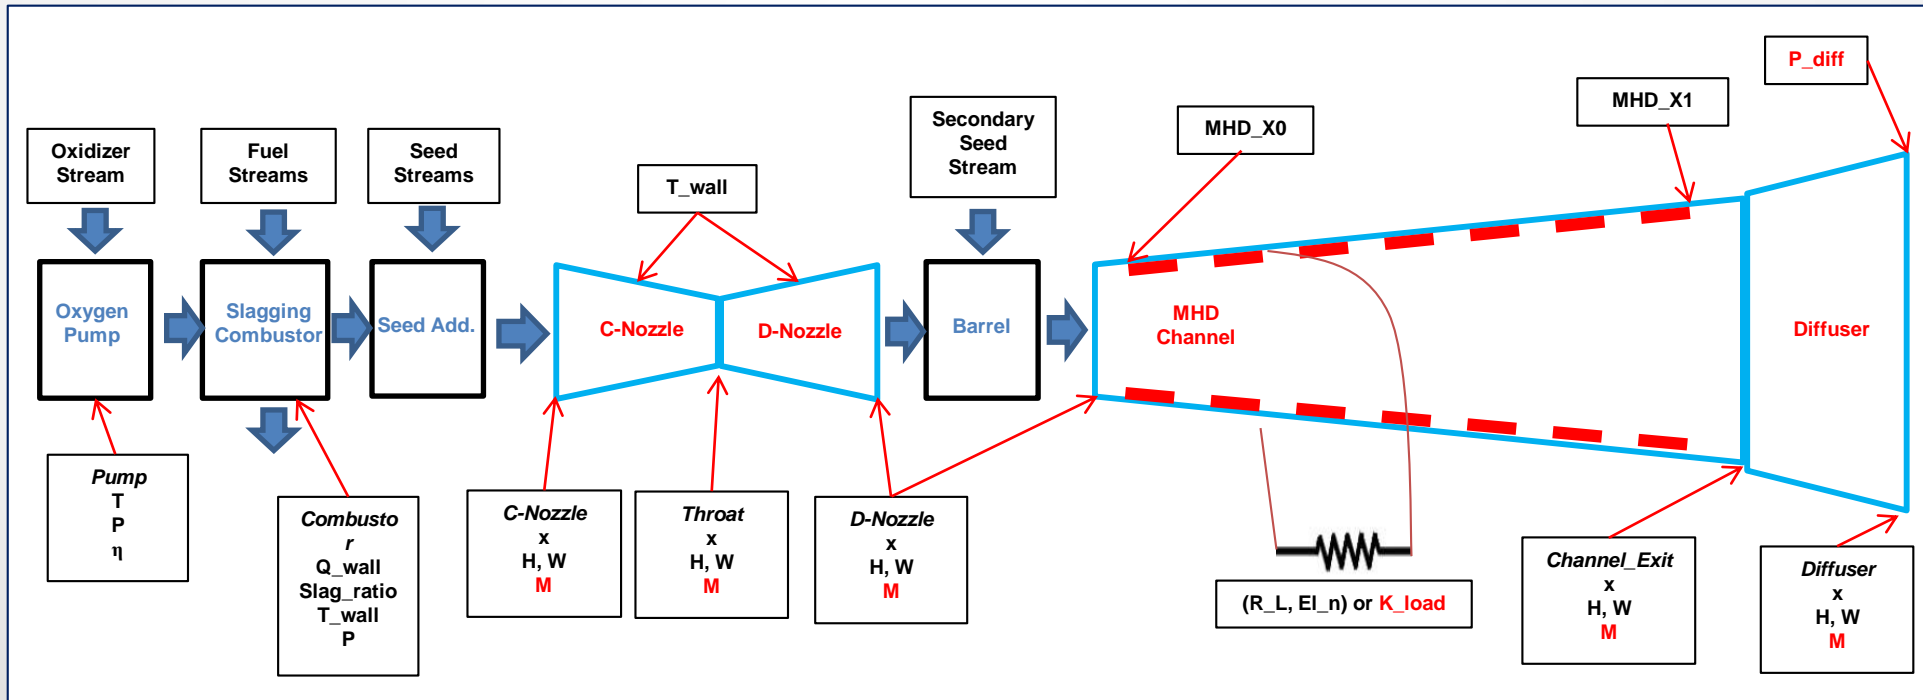 Oxidizer
Stream
Fuel
Streams
Seed
Streams
T_wall
Secondary
Seed
Stream
MHD_X0
MHD_X1
P_diff
Oxygen
Pump
Slagging
Combustor
Seed Add.
C-Nozzle
D-Nozzle
Barrel
MHD
Channel
Diffuser
Pump
T
P
η
Combusto
r
Q_wall
Slag_ratio
T_wall
P
C-Nozzle
x
H, W
M
Throat
x
H, W
M
D-Nozzle
x
H, W
M
(R_L, El_n) or K_load
Channel_Exit
x
H, W
M
Diffuser
x
H, W
M